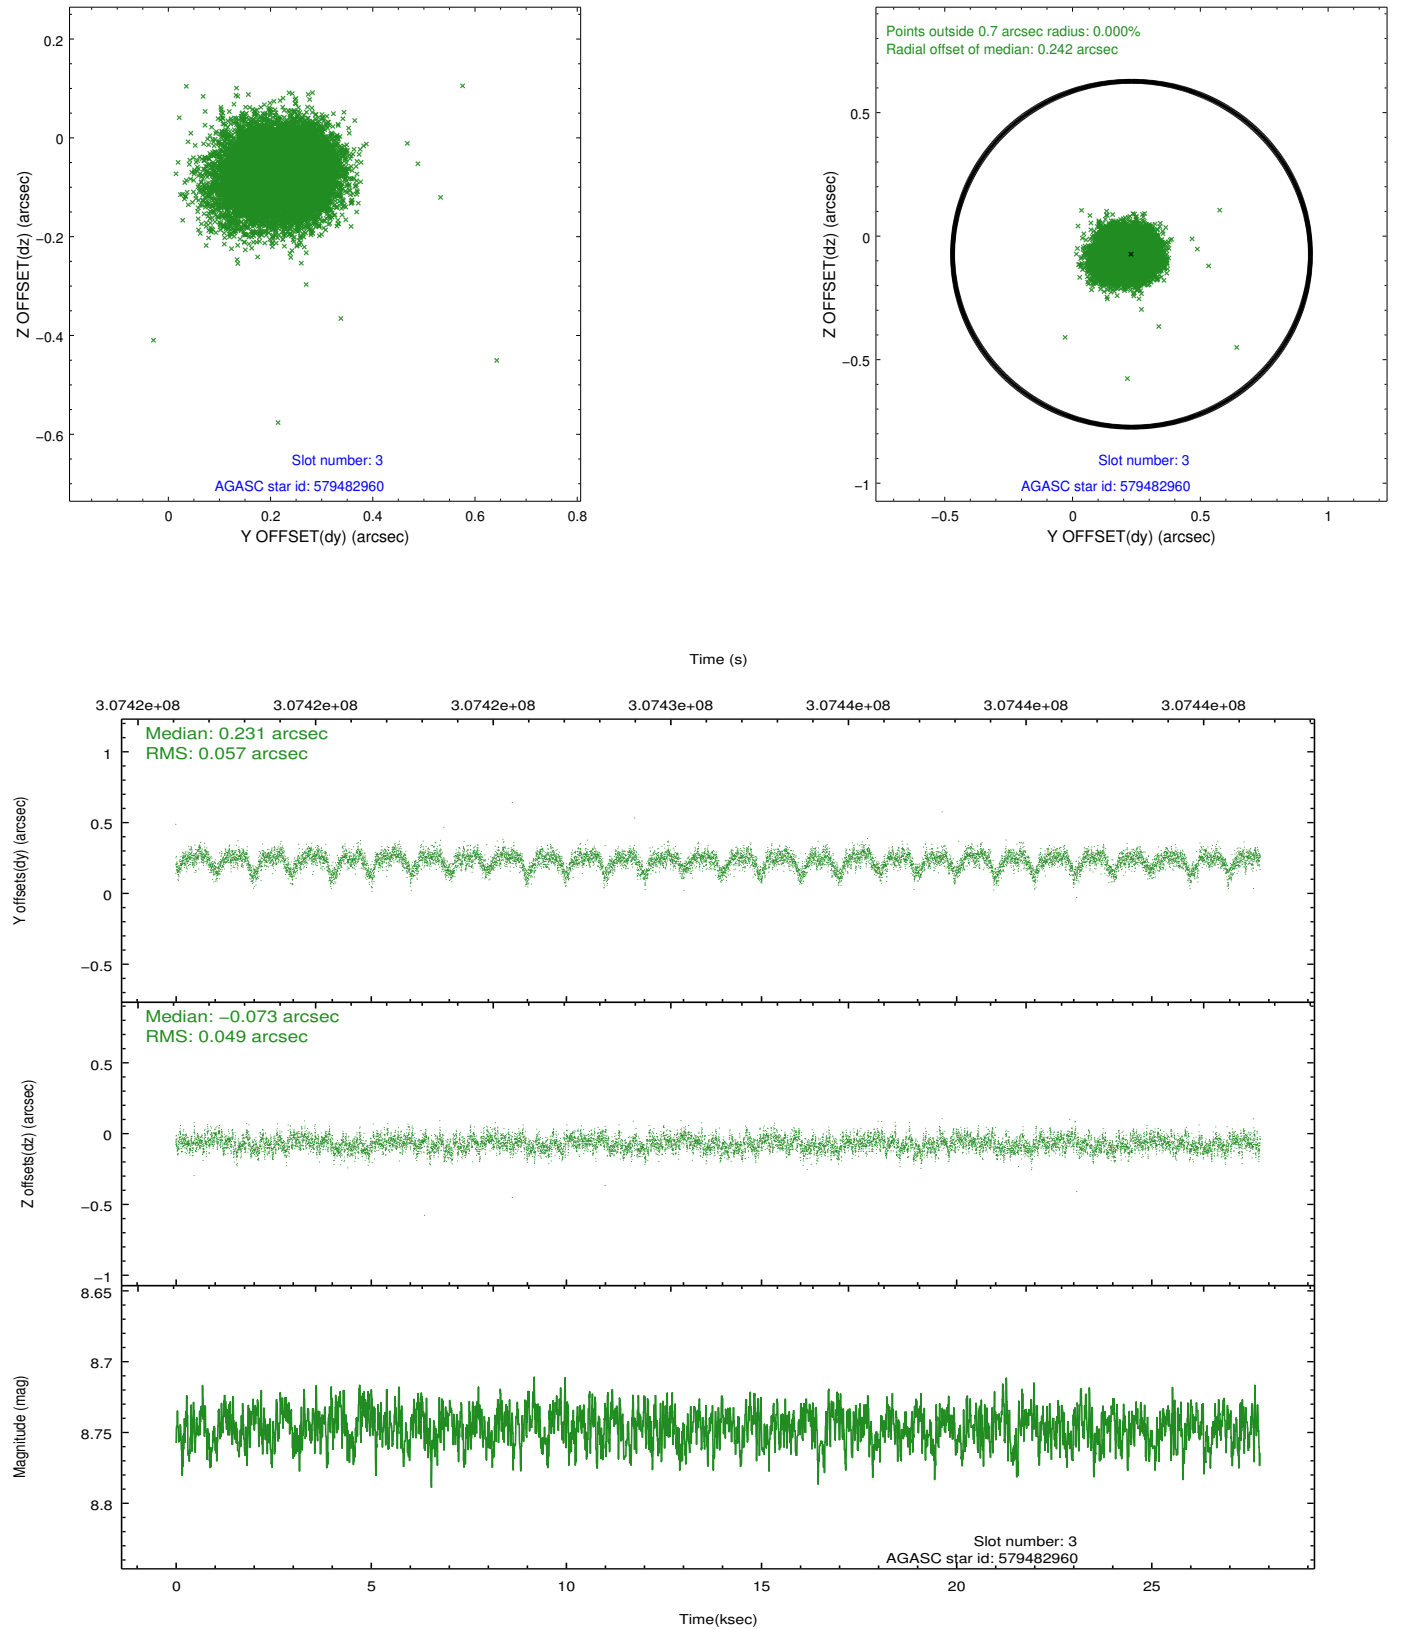 0.2
0
−0.2
−0.4
−0.6
Z OFFSET(dz) (arcsec)
Slot number: 3
AGASC star id: 579482960
0 0.2 0.4 0.6 0.8
Y OFFSET(dy) (arcsec)
Points outside 0.7 arcsec radius: 0.000%
Radial offset of median: 0.242 arcsec
0.5
0
−0.5
−1
Z OFFSET(dz) (arcsec)
Slot number: 3
AGASC star id: 579482960
−0.5 0 0.5 1
Y OFFSET(dy) (arcsec)
Time (s)
3.0742e+08 3.0742e+08 3.0742e+08 3.0743e+08 3.0744e+08 3.0744e+08 3.0744e+08
Median: 0.231 arcsec
RMS: 0.057 arcsec
1
0.5
0
−0.5
Y offsets(dy) (arcsec)
Median: −0.073 arcsec
RMS: 0.049 arcsec
0.5
0
−0.5
−1
Z offsets(dz) (arcsec)
8.65
8.7
8.75
8.8
Magnitude (mag)
Slot number: 3
AGASC star id: 579482960
0 5 10 15 20 25
Time(ksec)